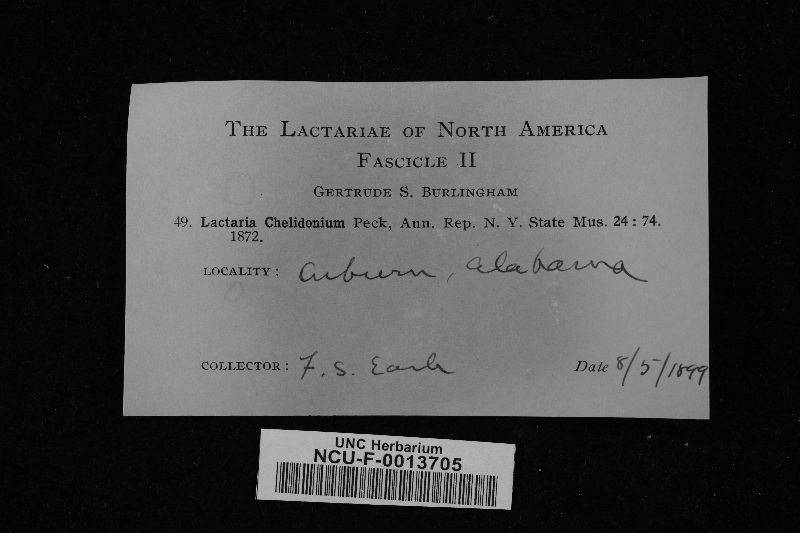 The Lactariae of North America
Fascicle II
Gertrude S. Burlingham
49. Lactaria Chelidonium Peck, Ann. Rep. N. Y. State Mus. 24 : 74.
1872.
Locality : Auburn, Alabama
Collector : F. S. Earle Date 8/5/1899
UNC Herbarium
NCU-F-0013705